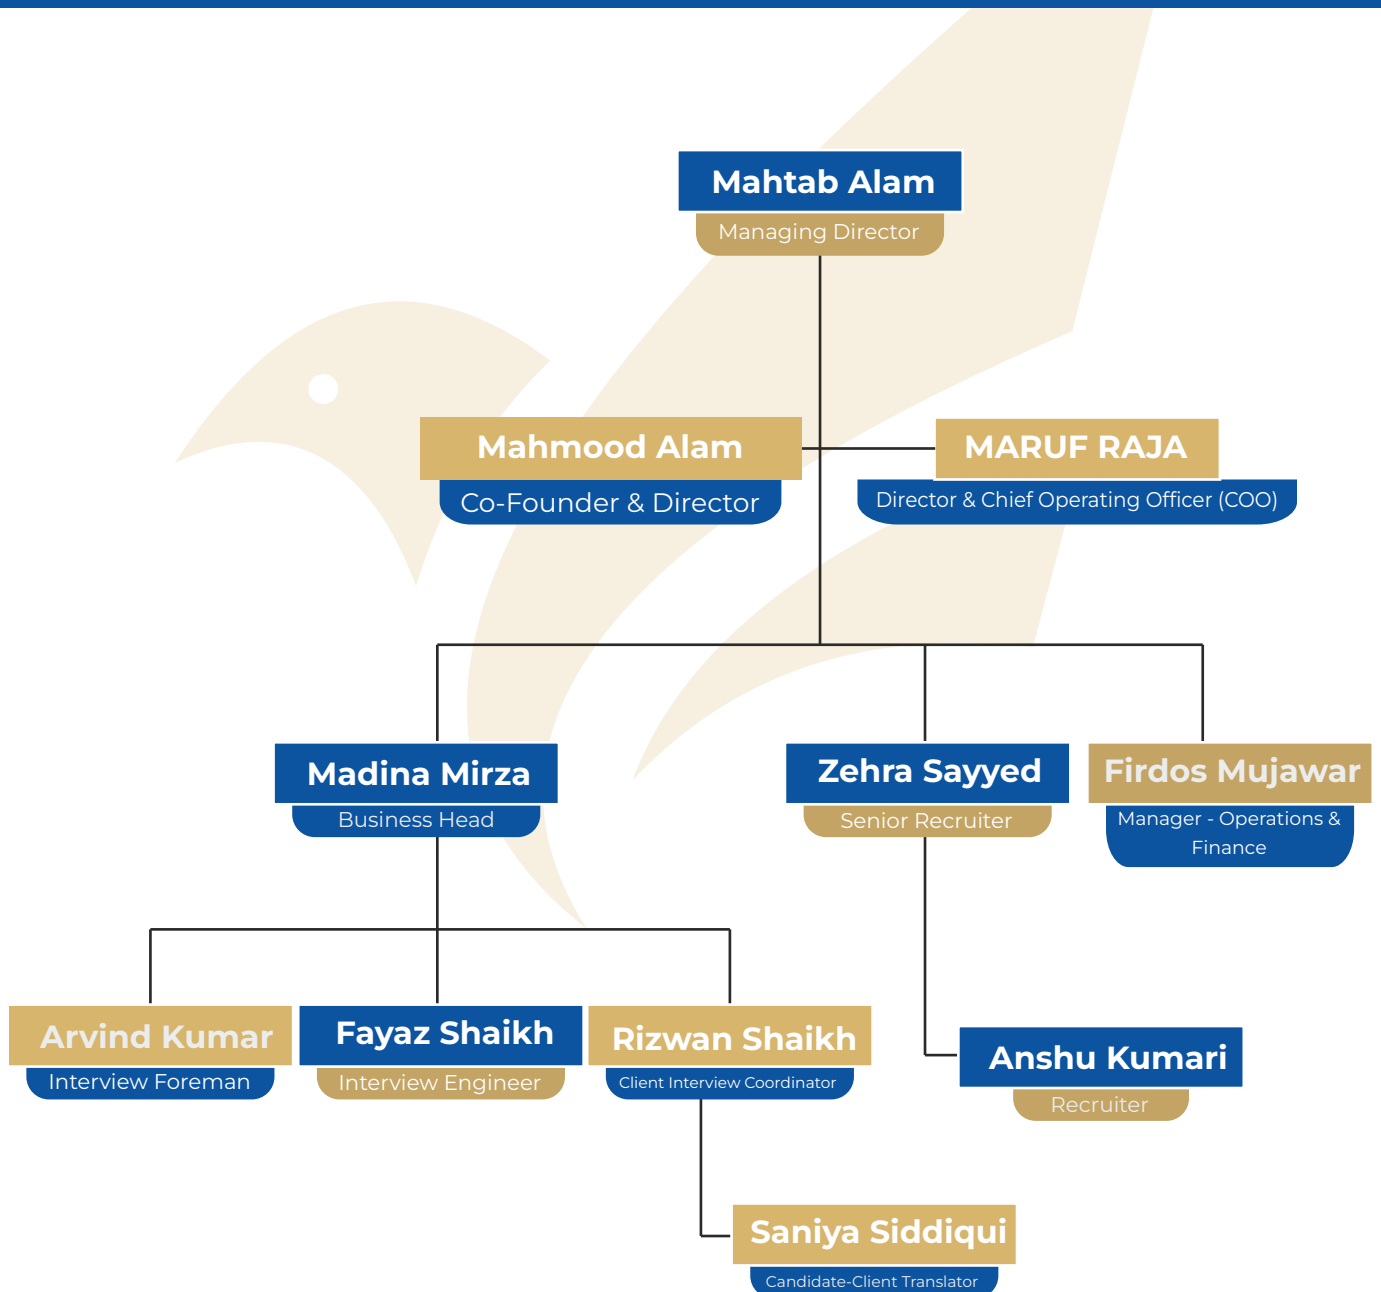 Mahtab Alam
Managing Director
Mahmood Alam
Co-Founder & Director
MARUF RAJA
Director & Chief Operating Officer (COO)
Madina Mirza
Business Head
Zehra Sayyed
Senior Recruiter
Firdos Mujawar
Manager - Operations &
Finance
Arvind Kumar
Interview Foreman
Fayaz Shaikh
Interview Engineer
Rizwan Shaikh
Client Interview Coordinator
Anshu Kumari
Recruiter
Saniya Siddiqui
Candidate-Client Translator